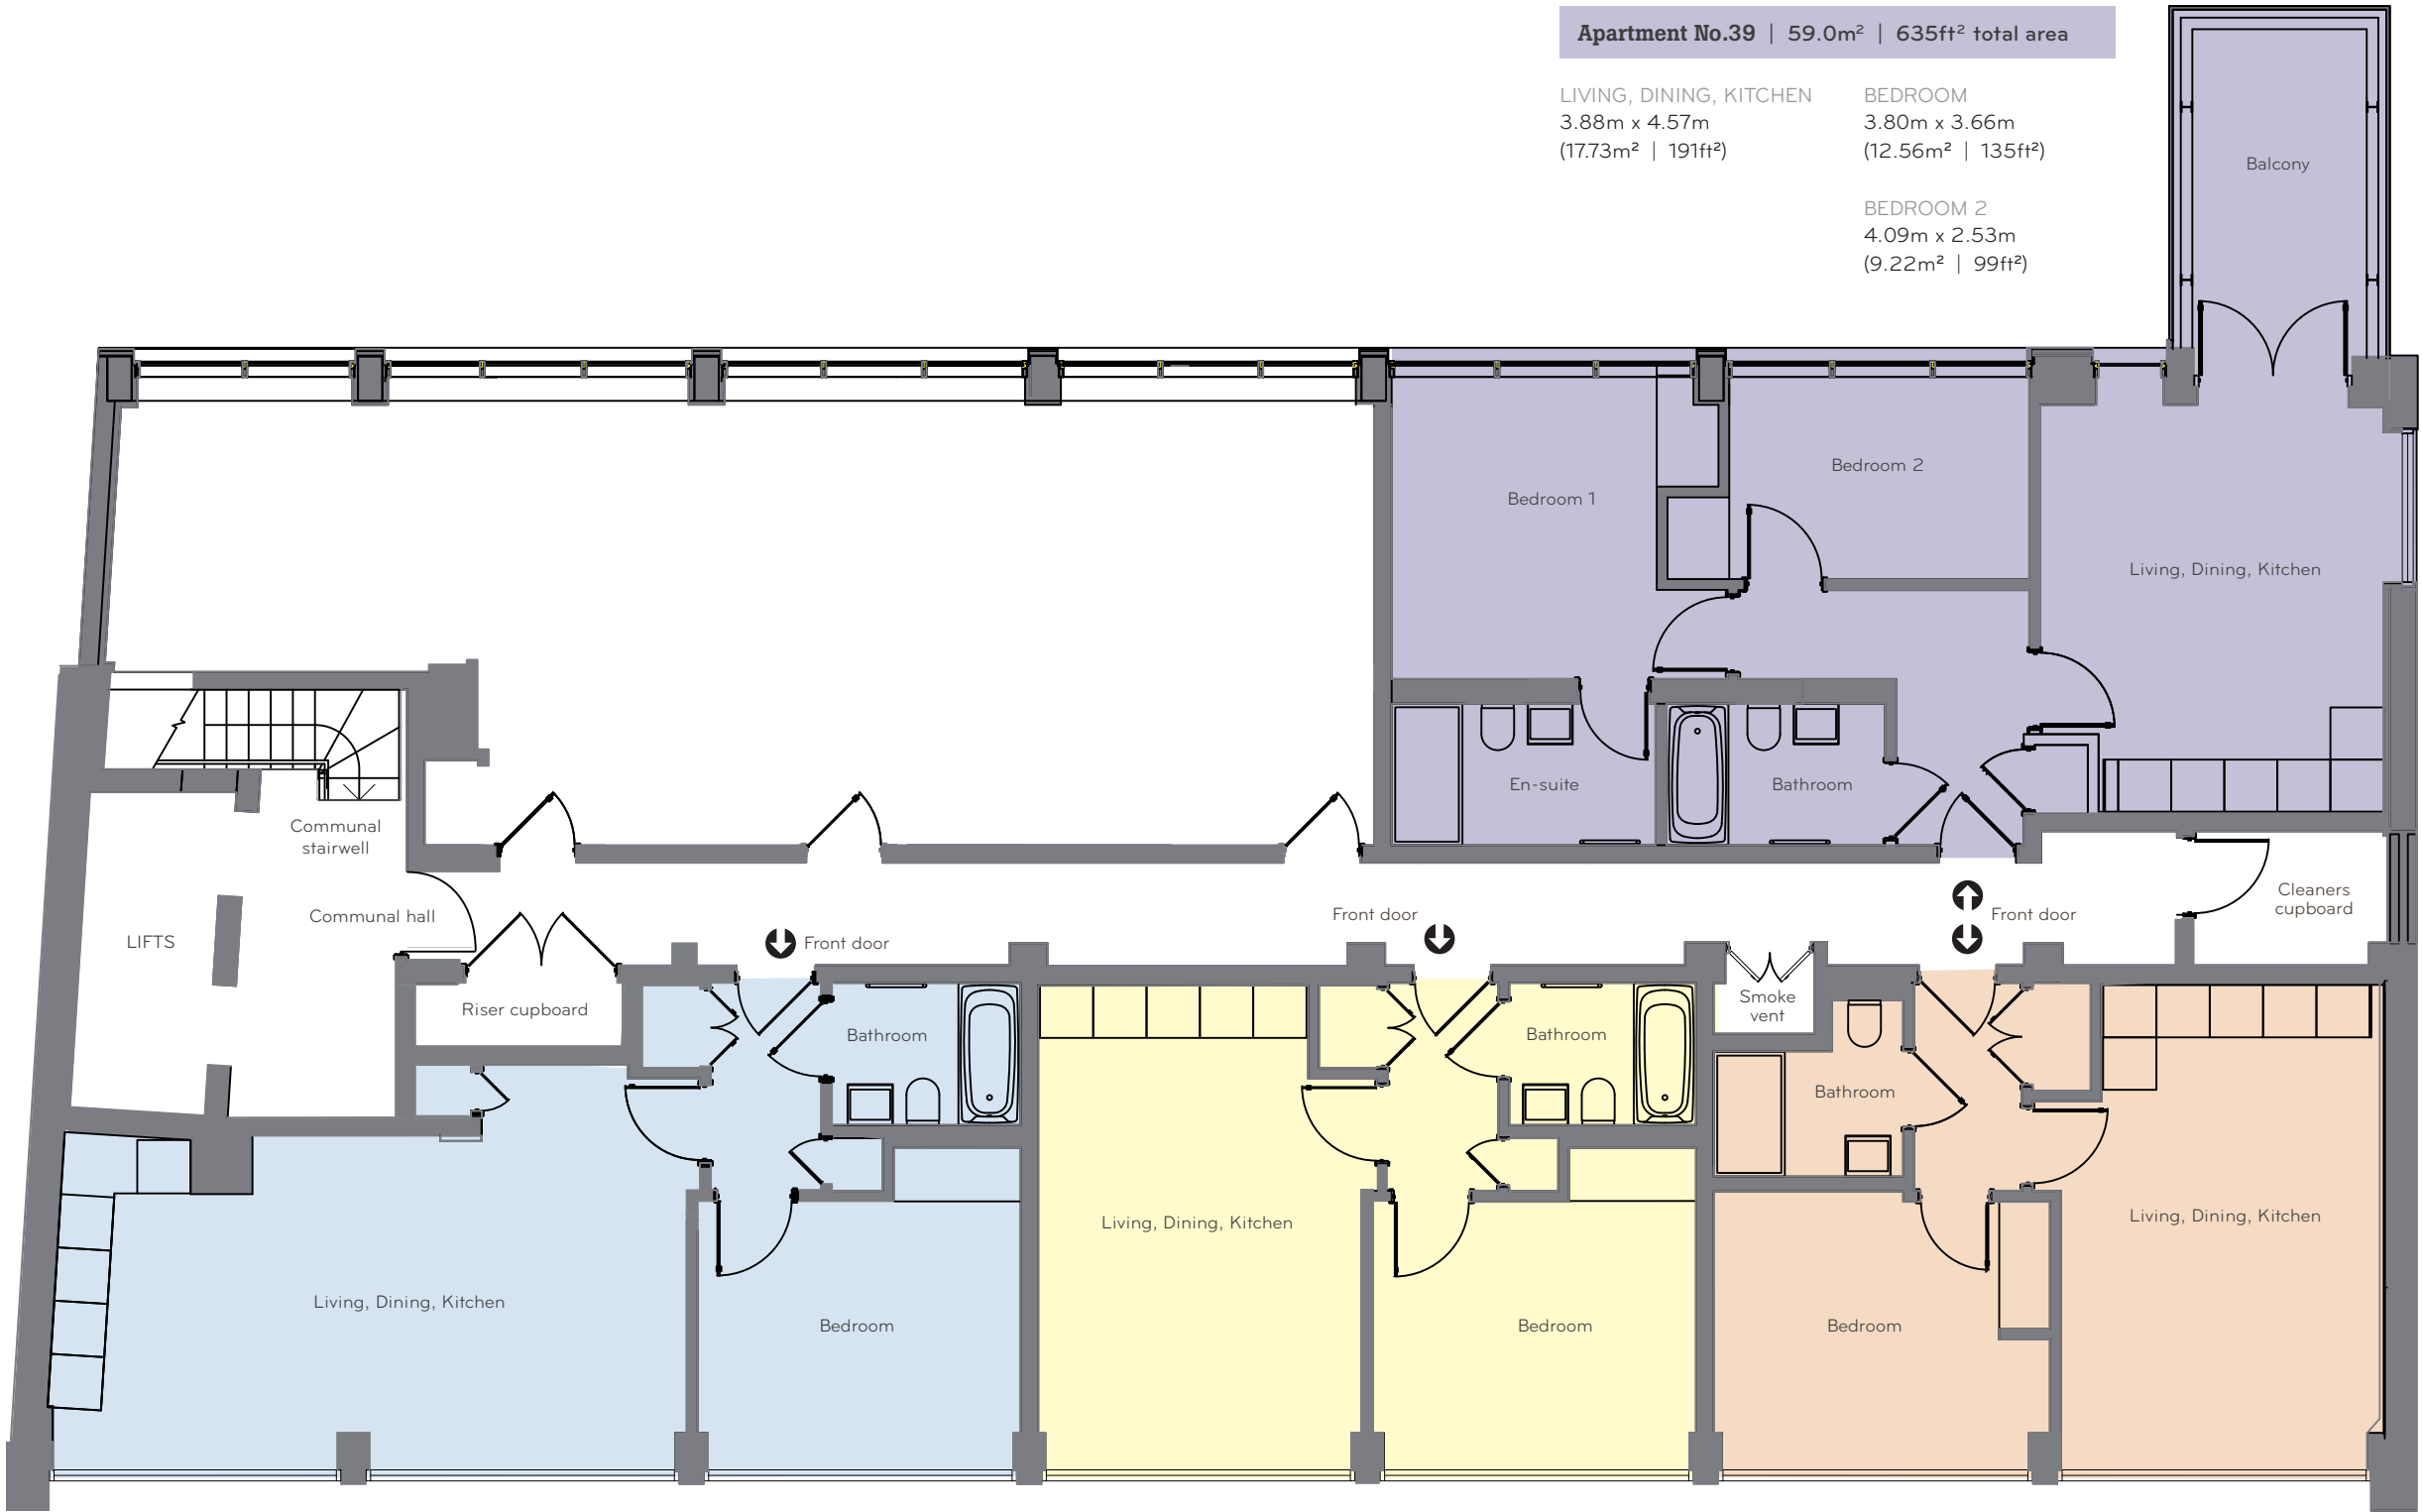 Apartment No.39 | 59.0m² | 635ft² total area
LIVING, DINING, KITCHEN
3.88m x 4.57m
(17.73m² | 191ft²)
BEDROOM
3.80m x 3.66m
(12.56m² | 135ft²)
BEDROOM 2
4.09m x 2.53m
(9.22m² | 99ft²)
Balcony
Bedroom 1
Bedroom 2
Living, Dining, Kitchen
En-suite
Bathroom
Communal
stairwell
Communal hall
LIFTS
Front door
Front door
Front door
Cleaners
cupboard
Riser cupboard
Bathroom
Bathroom
Smoke
vent
Bathroom
Living, Dining, Kitchen
Bedroom
Living, Dining, Kitchen
Bedroom
Bedroom
Living, Dining, Kitchen